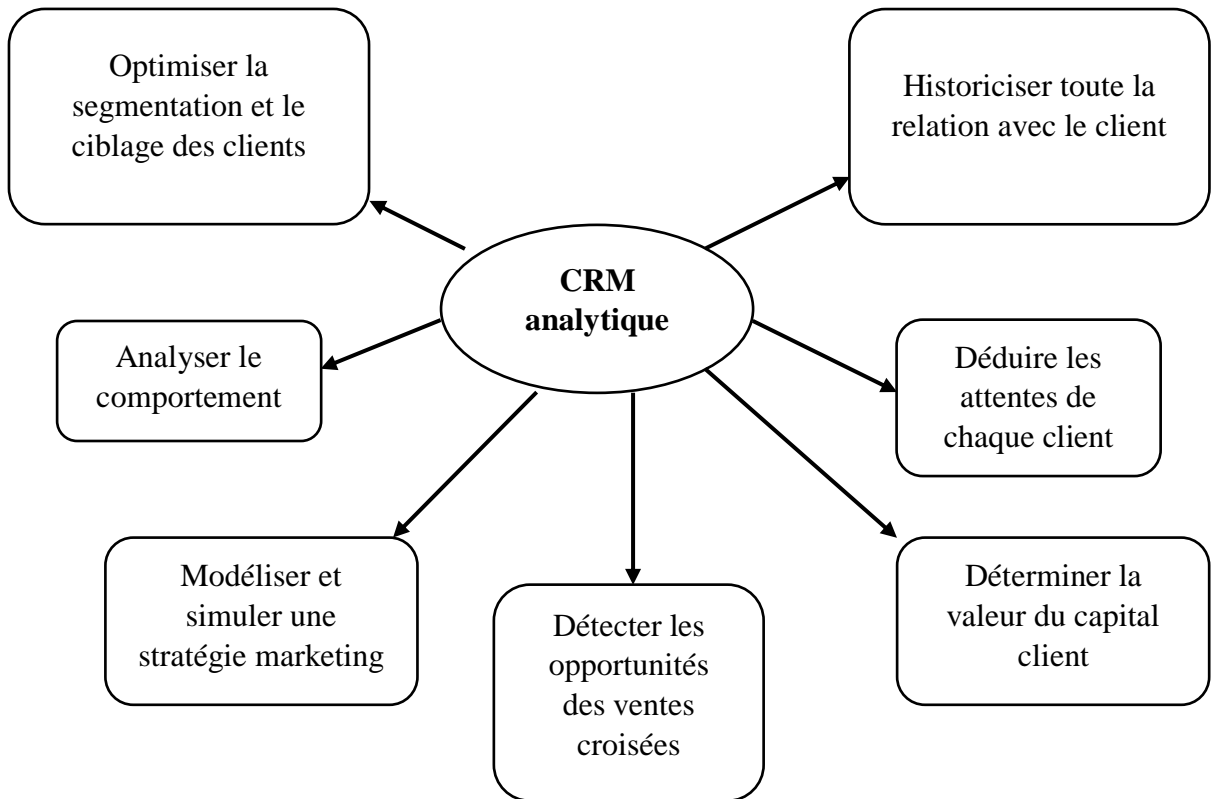 Optimiser la
segmentation et le
ciblage des clients
Historiciser toute la
relation avec le client
CRM
analytique
Analyser le
comportement
Déduire les
attentes de
chaque client
Modéliser et
simuler une
stratégie marketing
Détecter les
opportunités
des ventes
croisées
Déterminer la
valeur du capital
client